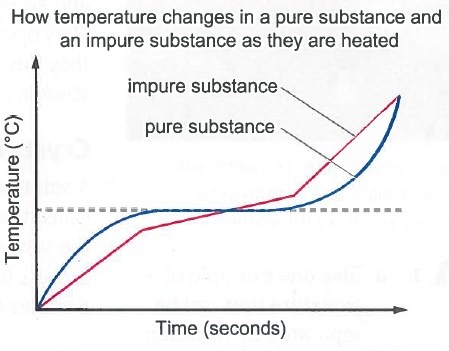 How temperature changes in a pure substance and
an impure substance as they are heated
impure substance
pure substance
Temperature (°C)
Time (seconds)